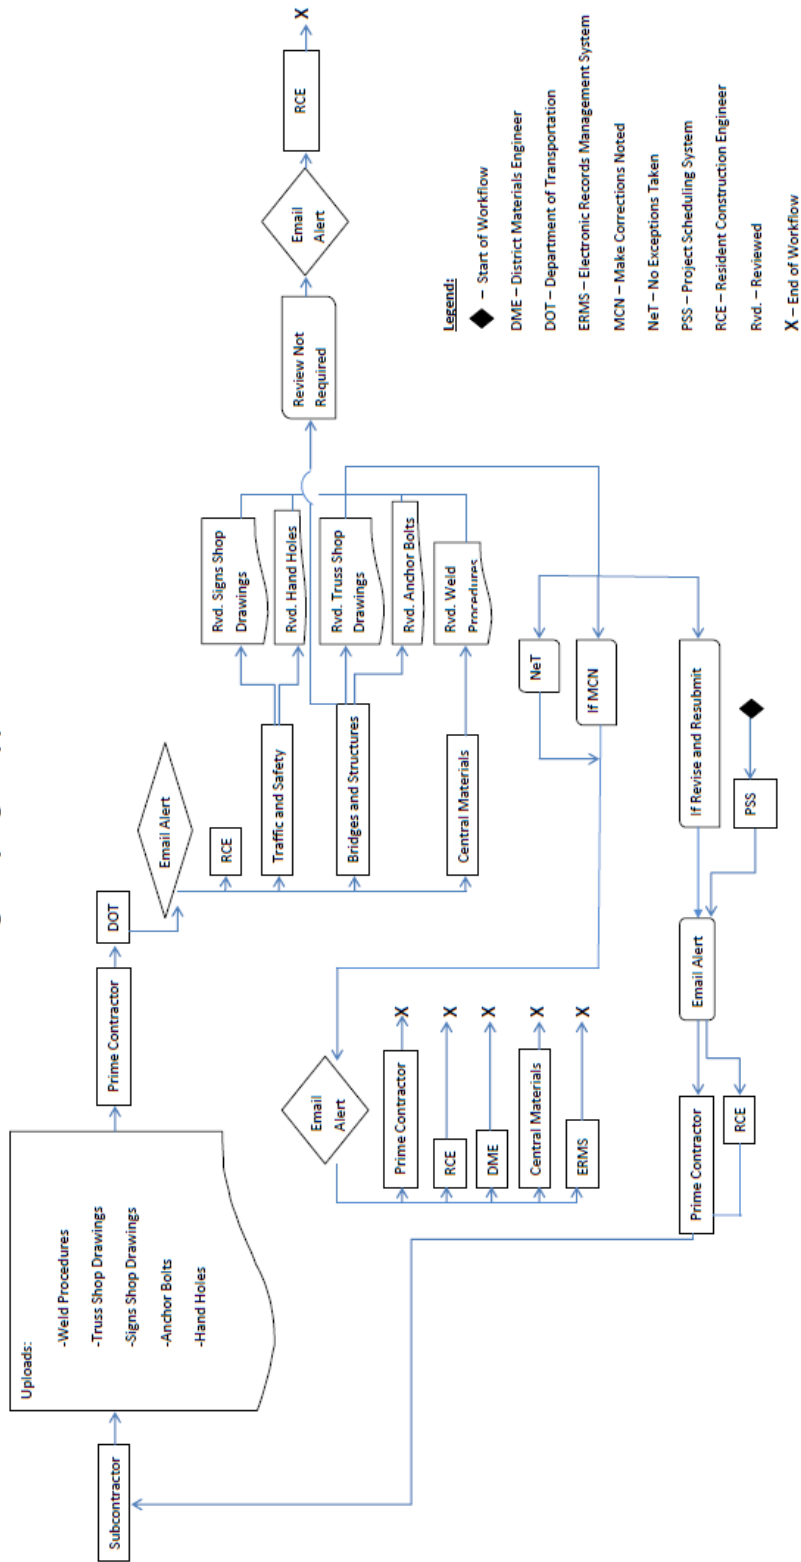 Subcontractor
Uploads:
-Weld Procedures
-Truss Shop Drawings
-Signs Shop Drawings
-Anchor Bolts
-Hand Holes
Prime Contractor
DOT
Email Alert
RCE
Traffic and Safety
Bridges and Structures
Central Materials
Rvd. Signs Shop
Drawings
Rvd. Hand Holes
Rvd. Truss Shop
Drawings
Rvd. Anchor Bolts
Rvd. Weld
Procedures
Review Not
Required
Email
Alert
RCE
X
Email
Alert
Prime Contractor
X
RCE
X
DME
X
Central Materials
X
ERMS
X
NeT
If MCN
If Revise and Resubmit
PSS
Email Alert
Prime Contractor
RCE
Legend:
– Start of Workflow
DME – District Materials Engineer
DOT – Department of Transportation
ERMS – Electronic Records Management System
MCN – Make Corrections Noted
NeT – No Exceptions Taken
PSS – Project Scheduling System
RCE – Resident Construction Engineer
Rvd. – Reviewed
X – End of Workflow